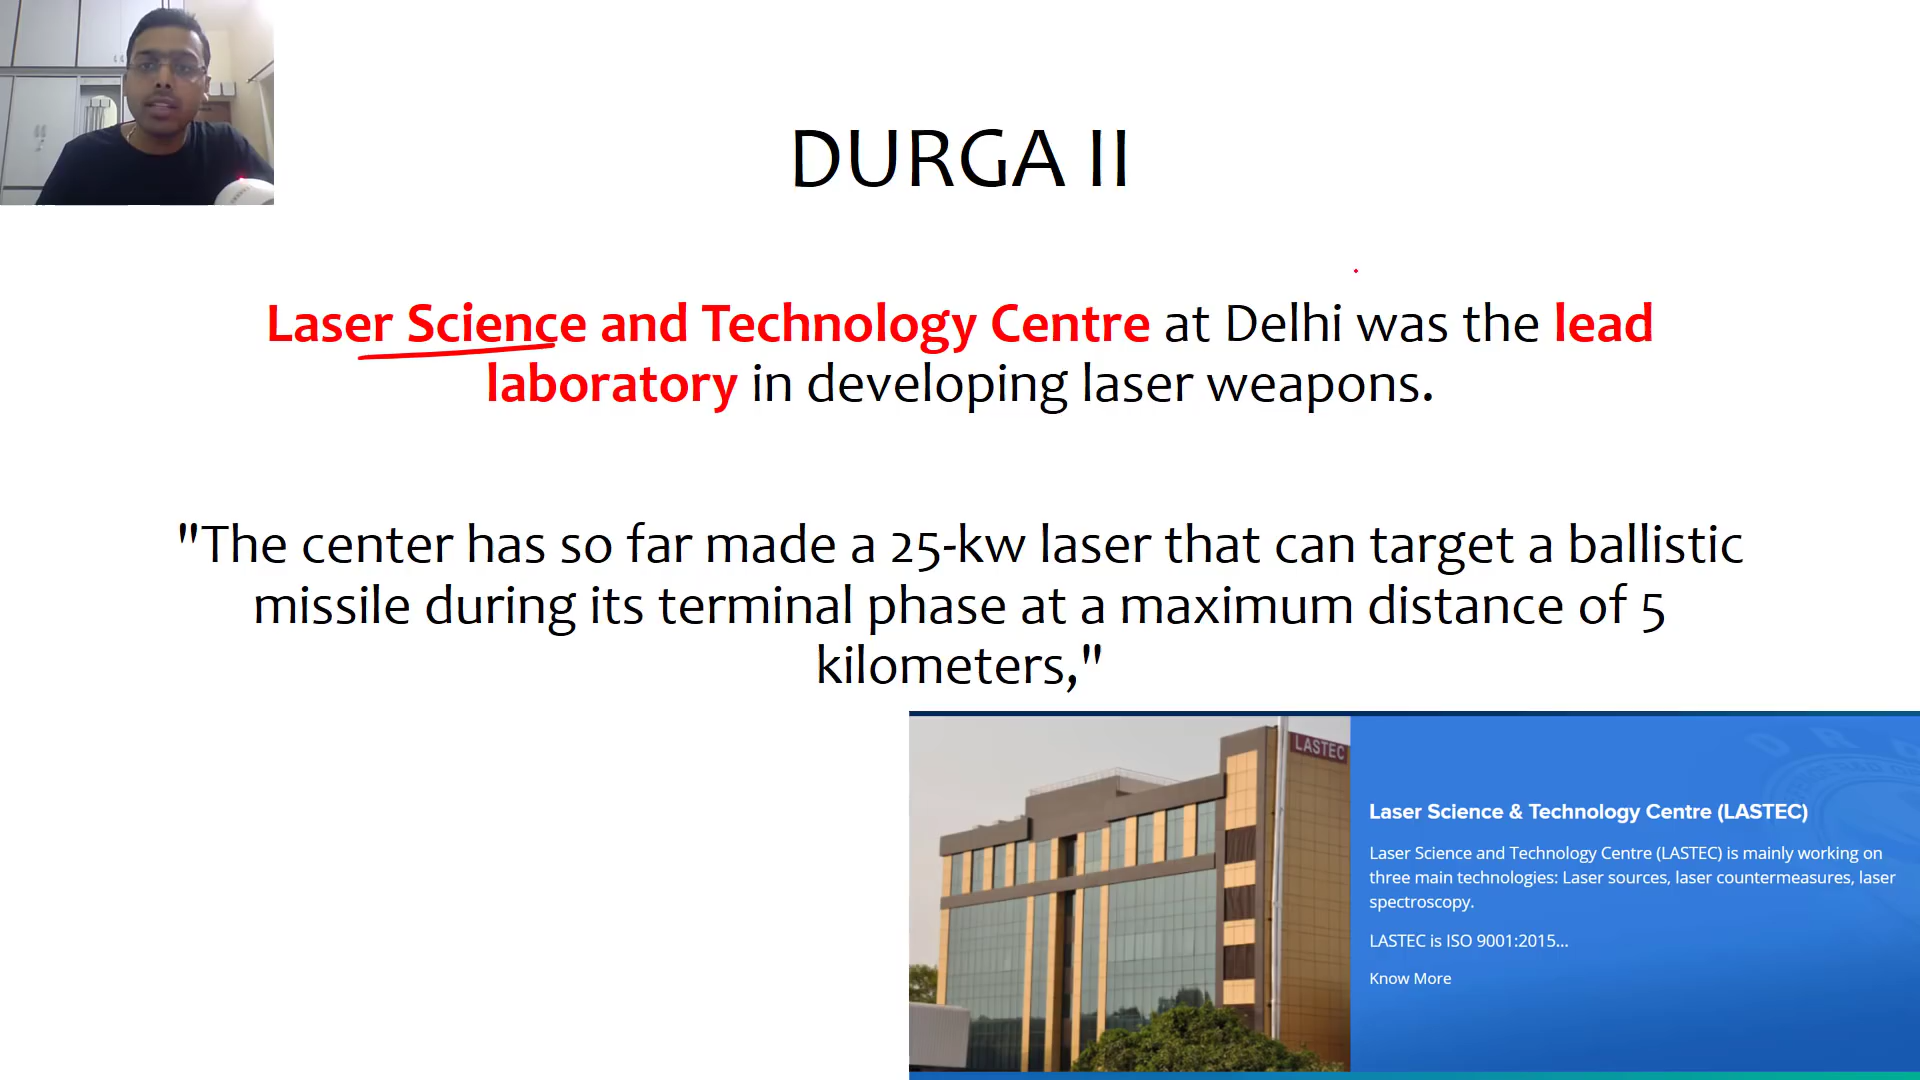 DURGA II
Laser Science and Technology Centre at Delhi was the lead
laboratory in developing laser weapons.
"The center has so far made a 25-kw laser that can target a ballistic
missile during its terminal phase at a maximum distance of 5
kilometers,"
LASTEC
Laser Science & Technology Centre (LASTEC)
Laser Science and Technology Centre (LASTEC) is mainly working on
three main technologies: Laser sources, laser countermeasures, laser
spectroscopy.
LASTEC is ISO 9001:2015...
Know More